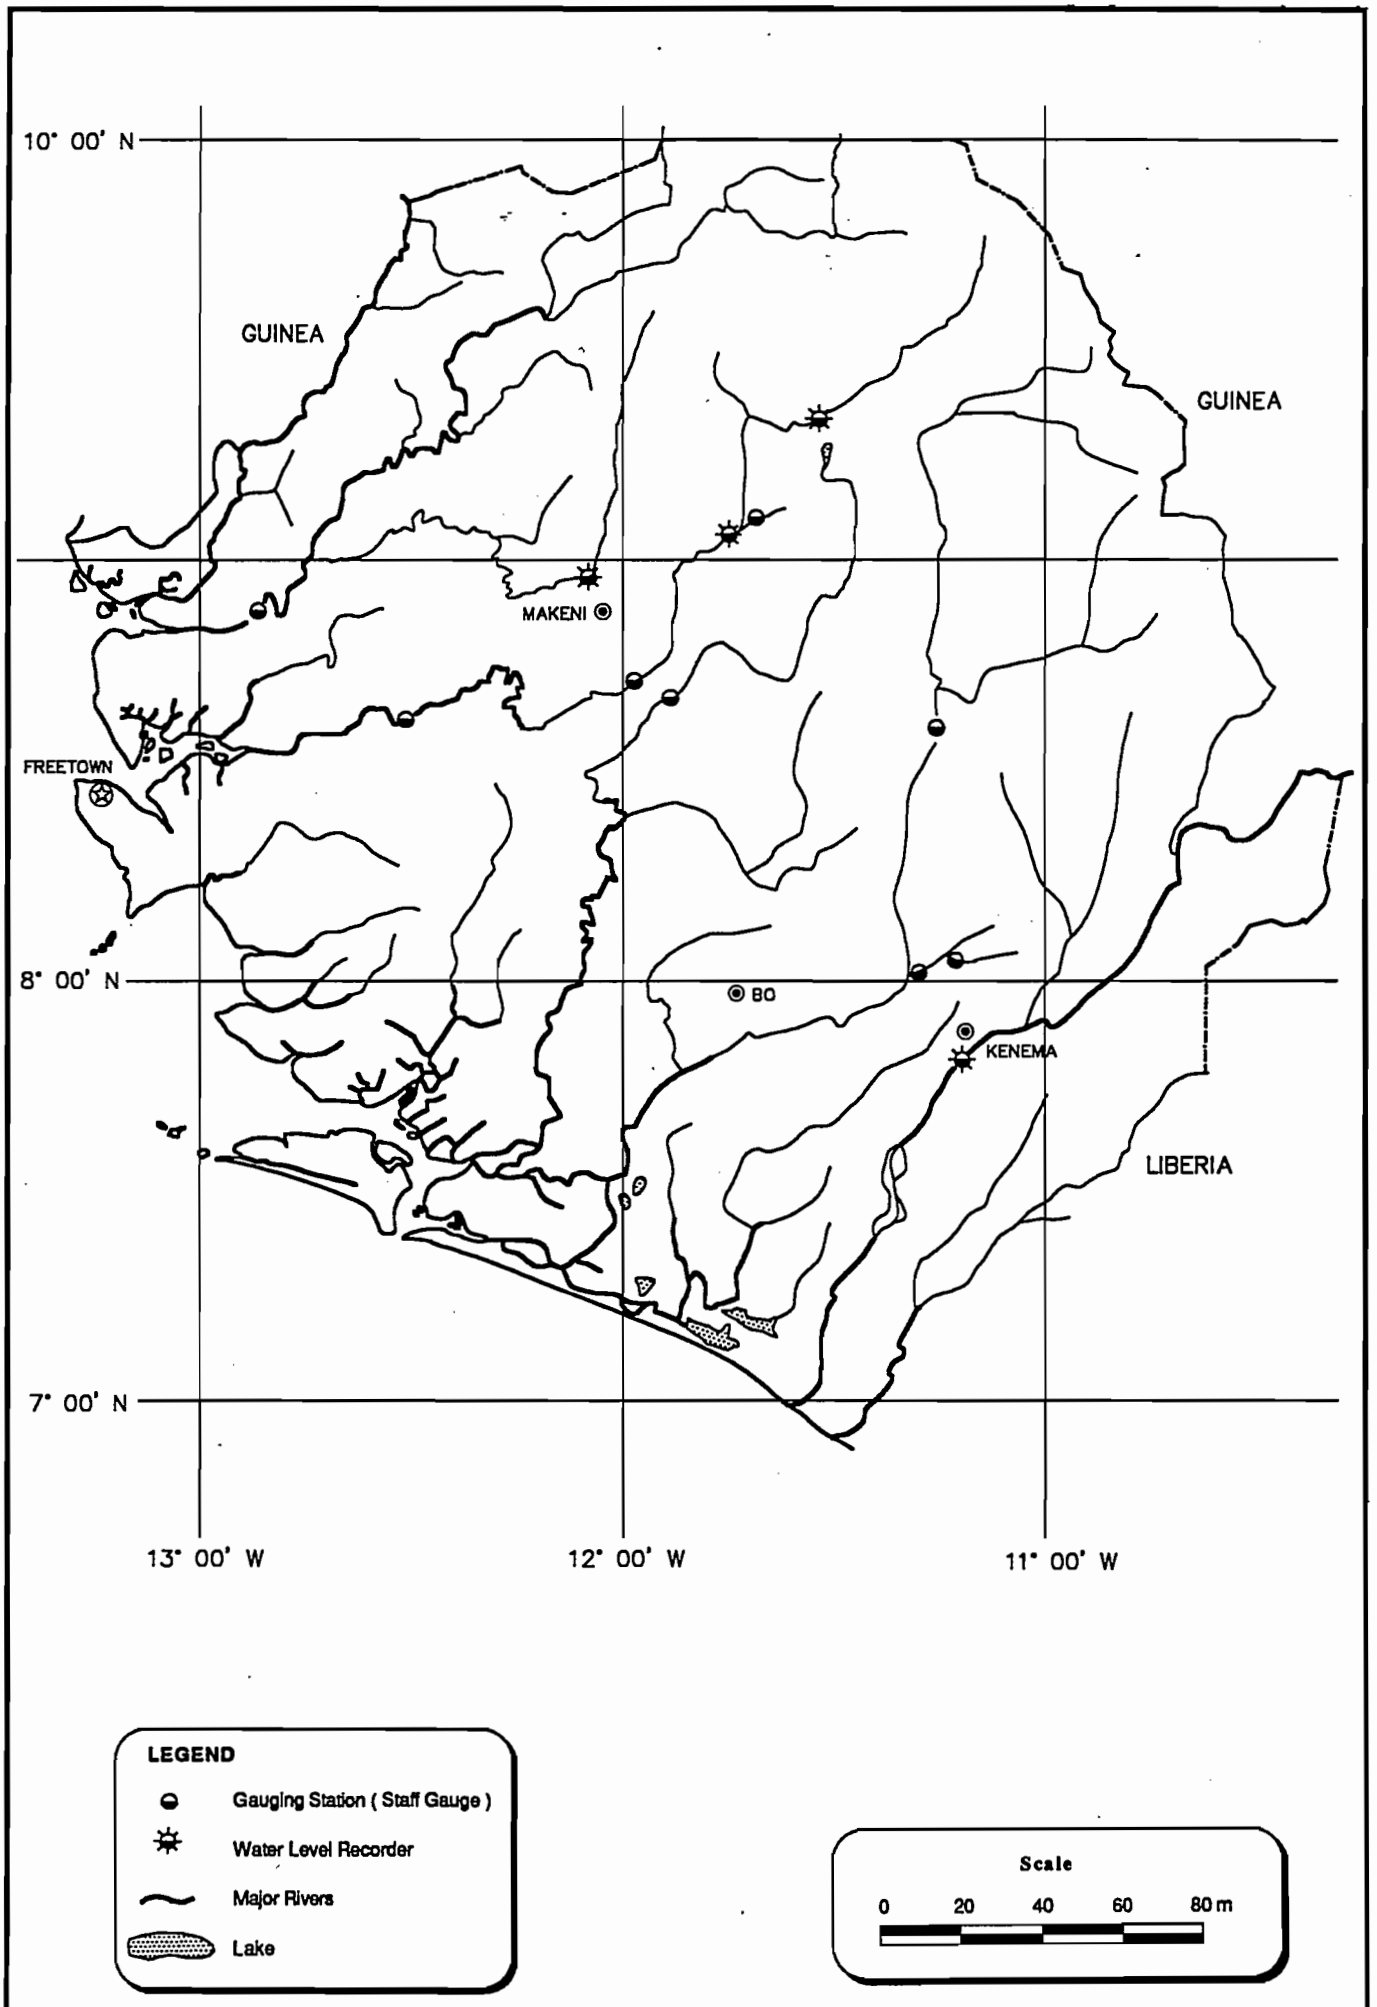 10° 00' N
GUINEA
GUINEA
MAKENI
FREETOWN
8° 00' N
BO
KENEMA
LIBERIA
7° 00' N
13° 00' W
12° 00' W
11° 00' W
LEGEND
Gauging Station ( Staff Gauge )
Water Level Recorder
Major Rivers
Lake
Scale
0 20 40 60 80 m